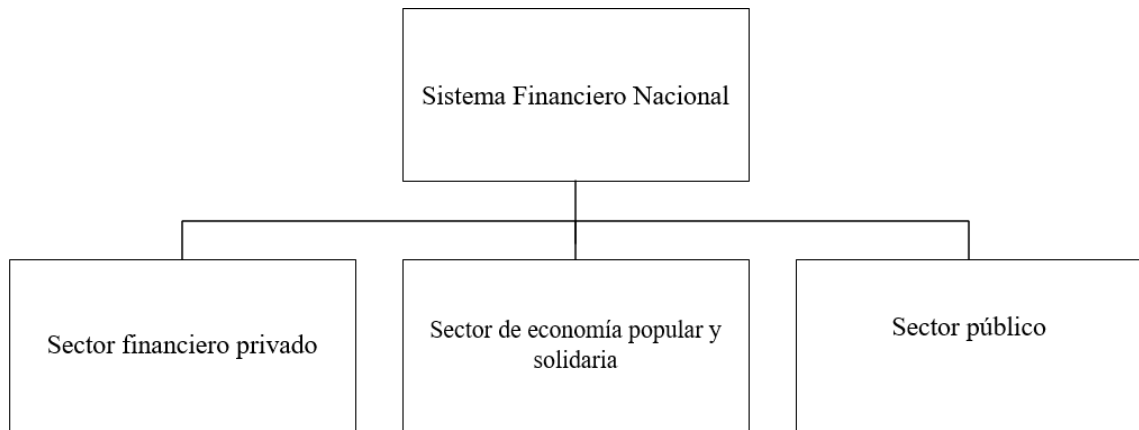 Sistema Financiero Nacional
Sector financiero privado
Sector de economía popular y
solidaria
Sector público